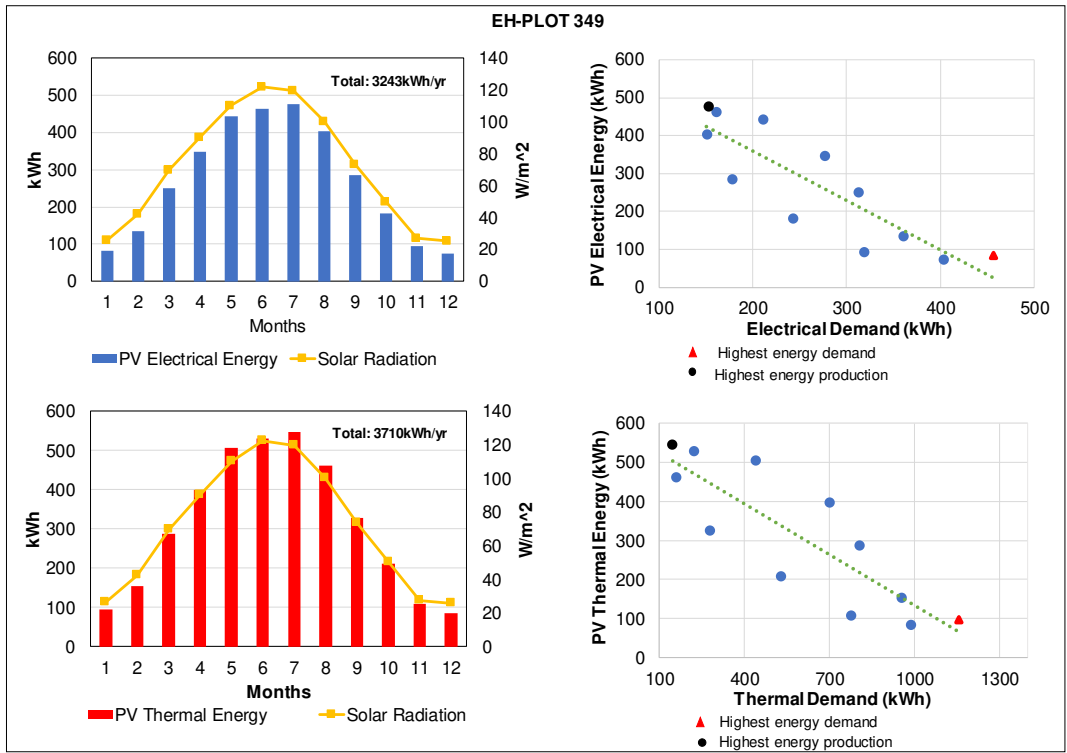 EH-PLOT 349
Total: 3243kWh/yr
600
500
400
300
200
100
0
kWh
140
120
100
80
60
40
20
0
W/m^2
1 2 3 4 5 6 7 8 9 10 11 12
Months
PV Electrical Energy Solar Radiation
PV Electrical Energy (kWh)
600
500
400
300
200
100
0
100 200 300 400 500
Electrical Demand (kWh)
Highest energy demand
Highest energy production
Total: 3710kWh/yr
600
500
400
300
200
100
0
kWh
140
120
100
80
60
40
20
0
W/m^2
1 2 3 4 5 6 7 8 9 10 11 12
Months
PV Thermal Energy Solar Radiation
PV Thermal Energy (kWh)
600
500
400
300
200
100
0
100 400 700 1000 1300
Thermal Demand (kWh)
Highest energy demand
Highest energy production